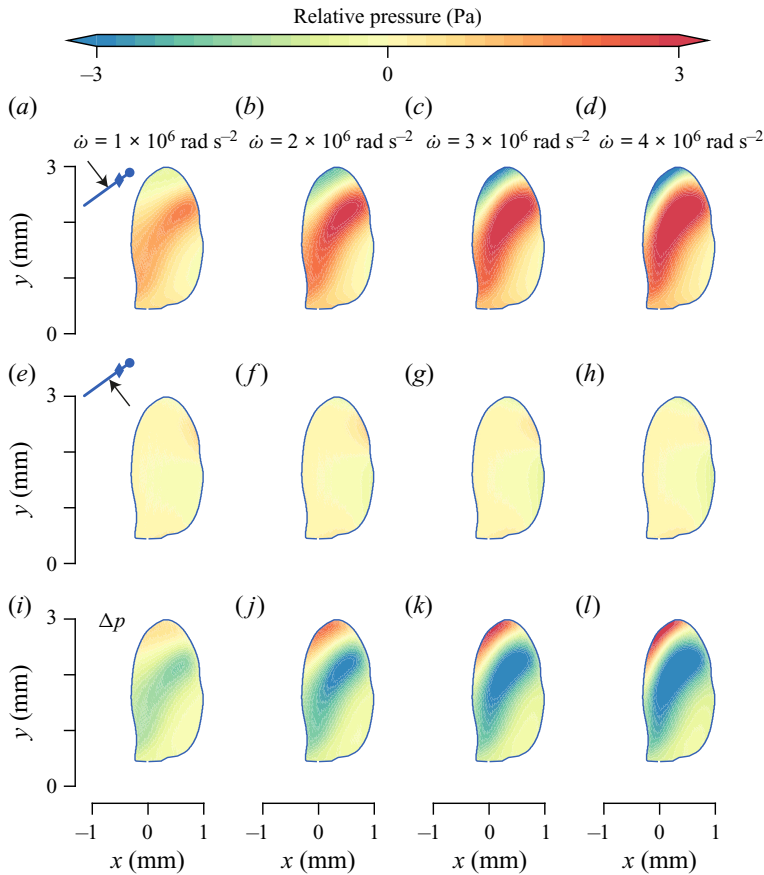 Relative pressure (Pa)
–3 0 3
(a) (b) (c) (d)
ω̇ = 1 × 10⁶ rad s⁻² ω̇ = 2 × 10⁶ rad s⁻² ω̇ = 3 × 10⁶ rad s⁻² ω̇ = 4 × 10⁶ rad s⁻²
3
y (mm)
0
(e) (f) (g) (h)
3
y (mm)
0
(i) (j) (k) (l)
3 Δp
y (mm)
0
–1 0 1 –1 0 1 –1 0 1 –1 0 1
x (mm) x (mm) x (mm) x (mm)